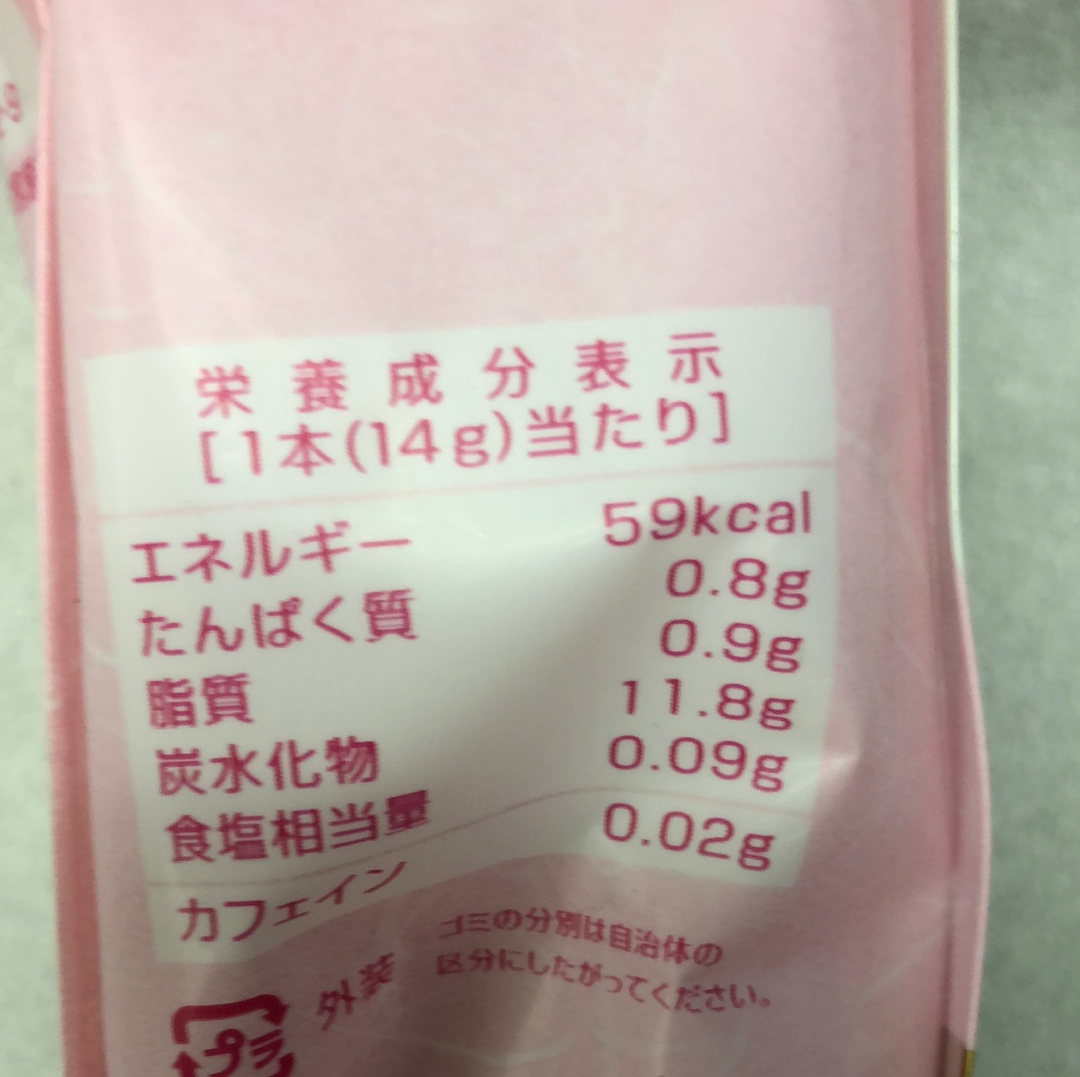 栄養成分表示
[1本(14g)当たり]
エネルギー 59kcal
たんぱく質 0.8g
脂質 0.9g
炭水化物 11.8g
食塩相当量 0.09g
カフェイン 0.02g
ゴミの分別は自治体の
区分にしたがってください。
外装
プラ